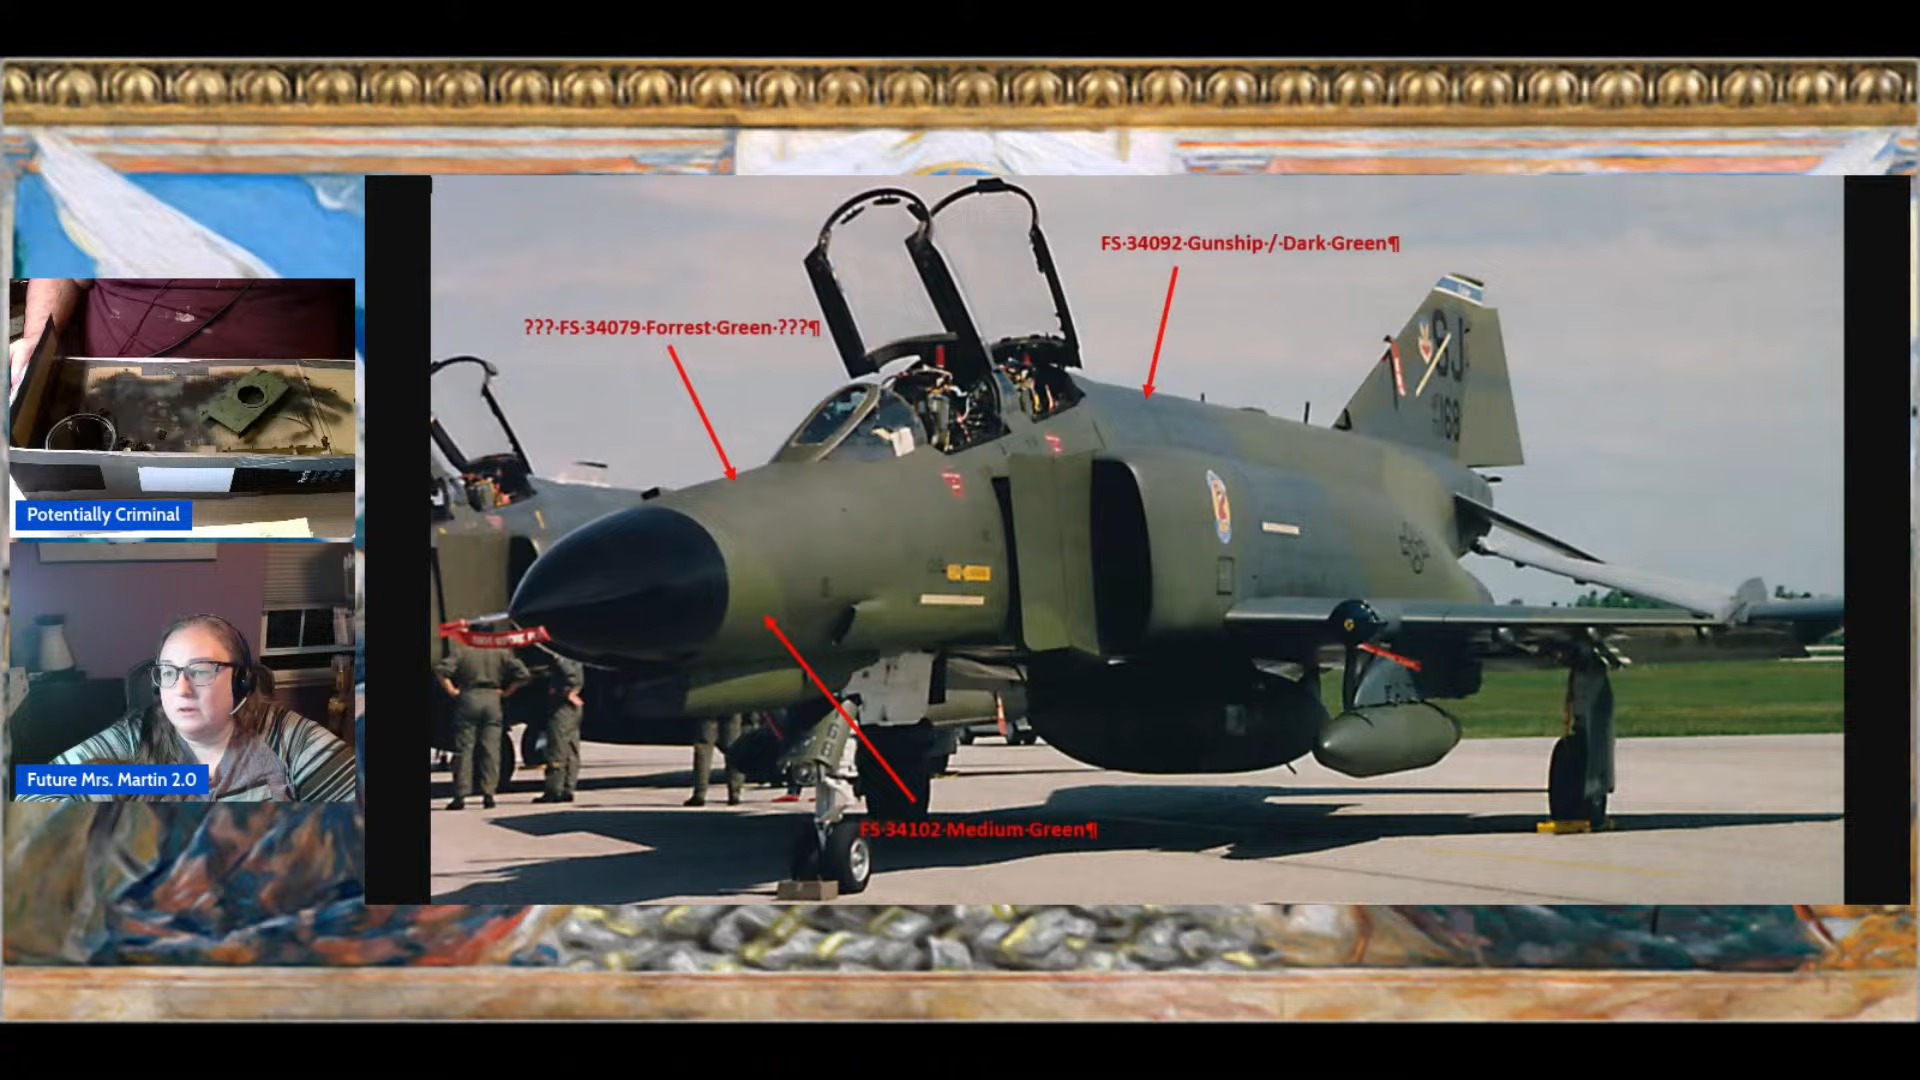 FS·34092·Gunship·/·Dark·Green¶
???·FS·34079·Forrest·Green·???¶
SJ
168
Potentially Criminal
Future Mrs. Martin 2.0
FS·34102·Medium·Green¶